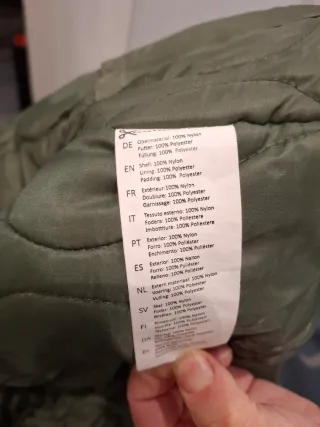 DE Obermaterial: 100% Nylon
Futter: 100% Polyester
Füllung: 100% Polyester
EN Shell: 100% Nylon
Lining: 100% Polyester
Padding: 100% Polyester
FR Extérieur: 100% Nylon
Doublure: 100% Polyester
Garnissage: 100% Polyester
IT Tessuto esterno: 100% Nylon
Fodera: 100% Poliestere
Imbottitura: 100% Poliestere
PT Exterior: 100% Nylon
Forro: 100% Poliéster
Enchimento: 100% Poliéster
ES Exterior: 100% Nailon
Forro: 100% Poliéster
Relleno: 100% Poliéster
NL Extern materiaal: 100% Nylon
Voering: 100% Polyester
Vulling: 100% Polyester
SV 100% Nylon
100% Polyester
100% Polyester
FI